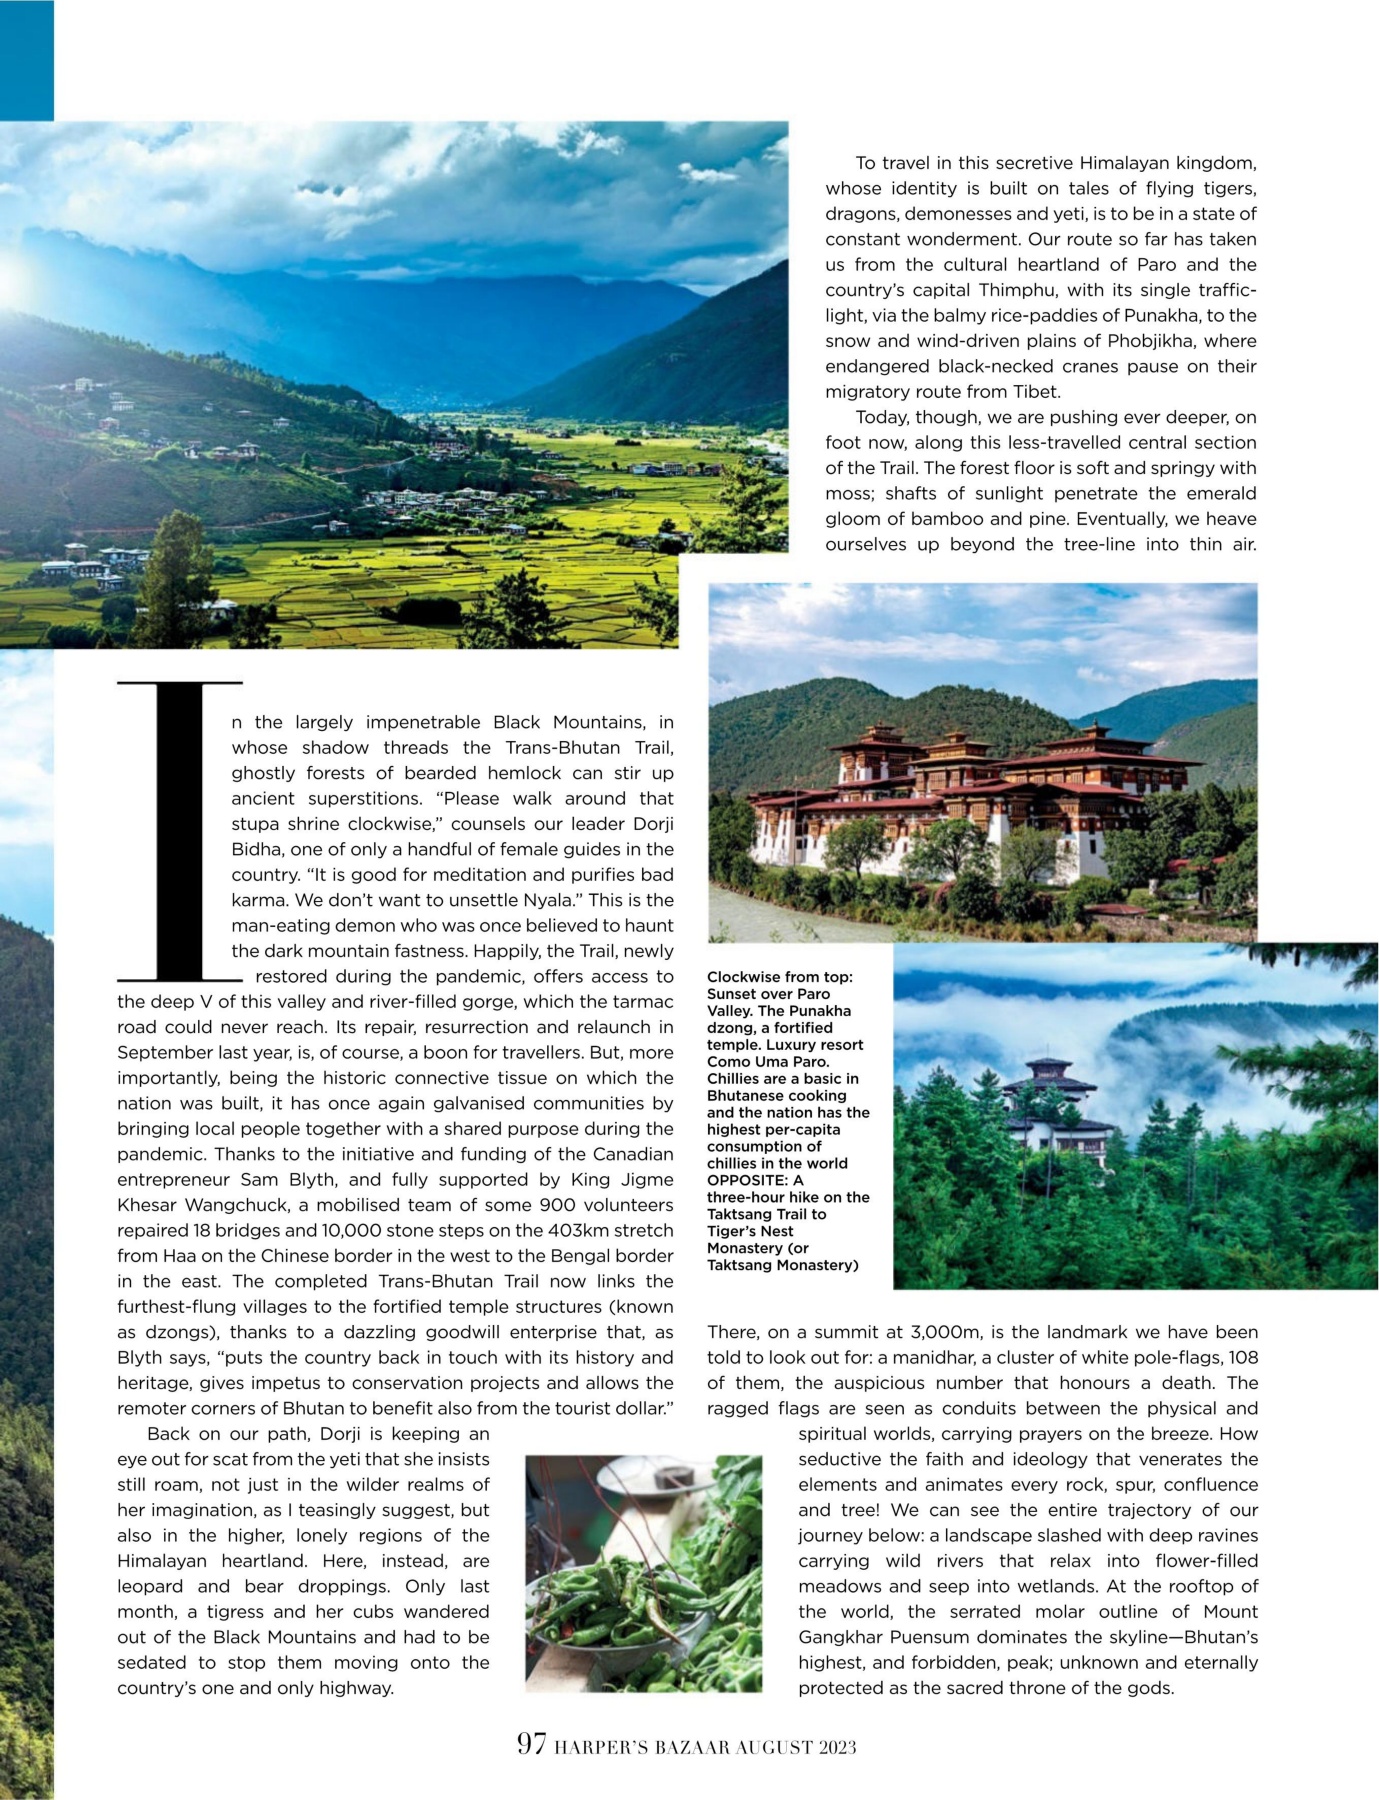 In the largely impenetrable Black Mountains, in
whose shadow threads the Trans-Bhutan Trail,
ghostly forests of bearded hemlock can stir up
ancient superstitions. “Please walk around that
stupa shrine clockwise,” counsels our leader Dorji
Bidha, one of only a handful of female guides in the
country. “It is good for meditation and purifies bad
karma. We don’t want to unsettle Nyala.” This is the
man-eating demon who was once believed to haunt
the dark mountain fastness. Happily, the Trail, newly
restored during the pandemic, offers access to
the deep V of this valley and river-filled gorge, which the tarmac
road could never reach. Its repair, resurrection and relaunch in
September last year, is, of course, a boon for travellers. But, more
importantly, being the historic connective tissue on which the
nation was built, it has once again galvanised communities by
bringing local people together with a shared purpose during the
pandemic. Thanks to the initiative and funding of the Canadian
entrepreneur Sam Blyth, and fully supported by King Jigme
Khesar Wangchuck, a mobilised team of some 900 volunteers
repaired 18 bridges and 10,000 stone steps on the 403km stretch
from Haa on the Chinese border in the west to the Bengal border
in the east. The completed Trans-Bhutan Trail now links the
furthest-flung villages to the fortified temple structures (known
as dzongs), thanks to a dazzling goodwill enterprise that, as
Blyth says, “puts the country back in touch with its history and
heritage, gives impetus to conservation projects and allows the
remoter corners of Bhutan to benefit also from the tourist dollar.”
Back on our path, Dorji is keeping an
eye out for scat from the yeti that she insists
still roam, not just in the wilder realms of
her imagination, as I teasingly suggest, but
also in the higher, lonely regions of the
Himalayan heartland. Here, instead, are
leopard and bear droppings. Only last
month, a tigress and her cubs wandered
out of the Black Mountains and had to be
sedated to stop them moving onto the
country’s one and only highway.
To travel in this secretive Himalayan kingdom,
whose identity is built on tales of flying tigers,
dragons, demonesses and yeti, is to be in a state of
constant wonderment. Our route so far has taken
us from the cultural heartland of Paro and the
country’s capital Thimphu, with its single traffic-
light, via the balmy rice-paddies of Punakha, to the
snow and wind-driven plains of Phobjikha, where
endangered black-necked cranes pause on their
migratory route from Tibet.
Today, though, we are pushing ever deeper, on
foot now, along this less-travelled central section
of the Trail. The forest floor is soft and springy with
moss; shafts of sunlight penetrate the emerald
gloom of bamboo and pine. Eventually, we heave
ourselves up beyond the tree-line into thin air.
Clockwise from top:
Sunset over Paro
Valley. The Punakha
dzong, a fortified
temple. Luxury resort
Como Uma Paro.
Chillies are a basic in
Bhutanese cooking
and the nation has the
highest per-capita
consumption of
chillies in the world
OPPOSITE: A
three-hour hike on the
Taktsang Trail to
Tiger’s Nest
Monastery (or
Taktsang Monastery)
There, on a summit at 3,000m, is the landmark we have been
told to look out for: a manidhar, a cluster of white pole-flags, 108
of them, the auspicious number that honours a death. The
ragged flags are seen as conduits between the physical and
spiritual worlds, carrying prayers on the breeze. How
seductive the faith and ideology that venerates the
elements and animates every rock, spur, confluence
and tree! We can see the entire trajectory of our
journey below: a landscape slashed with deep ravines
carrying wild rivers that relax into flower-filled
meadows and seep into wetlands. At the rooftop of
the world, the serrated molar outline of Mount
Gangkhar Puensum dominates the skyline—Bhutan’s
highest, and forbidden, peak; unknown and eternally
protected as the sacred throne of the gods.
97 HARPER’S BAZAAR AUGUST 2023